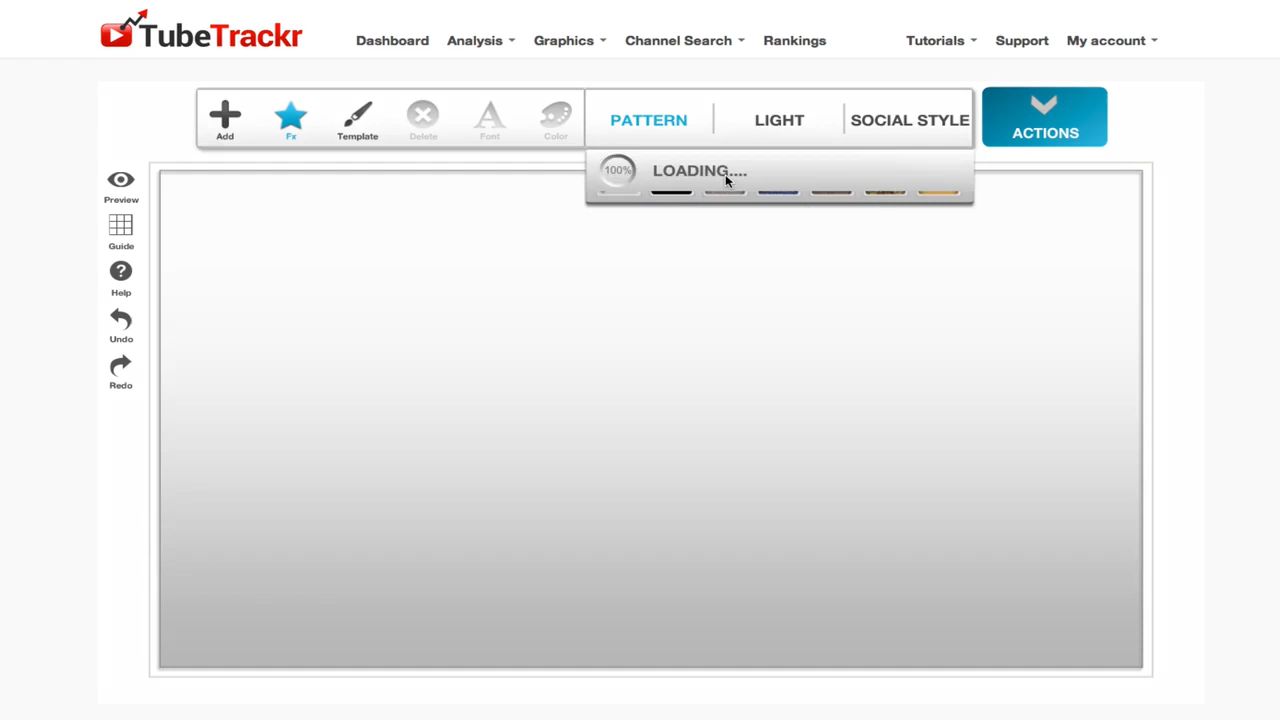 TubeTrackr
Dashboard Analysis Graphics Channel Search Rankings Tutorials Support My account
Add Fx Template Delete Font Color
PATTERN LIGHT SOCIAL STYLE
ACTIONS
100% LOADING....
Preview
Guide
? Help
Undo
Redo